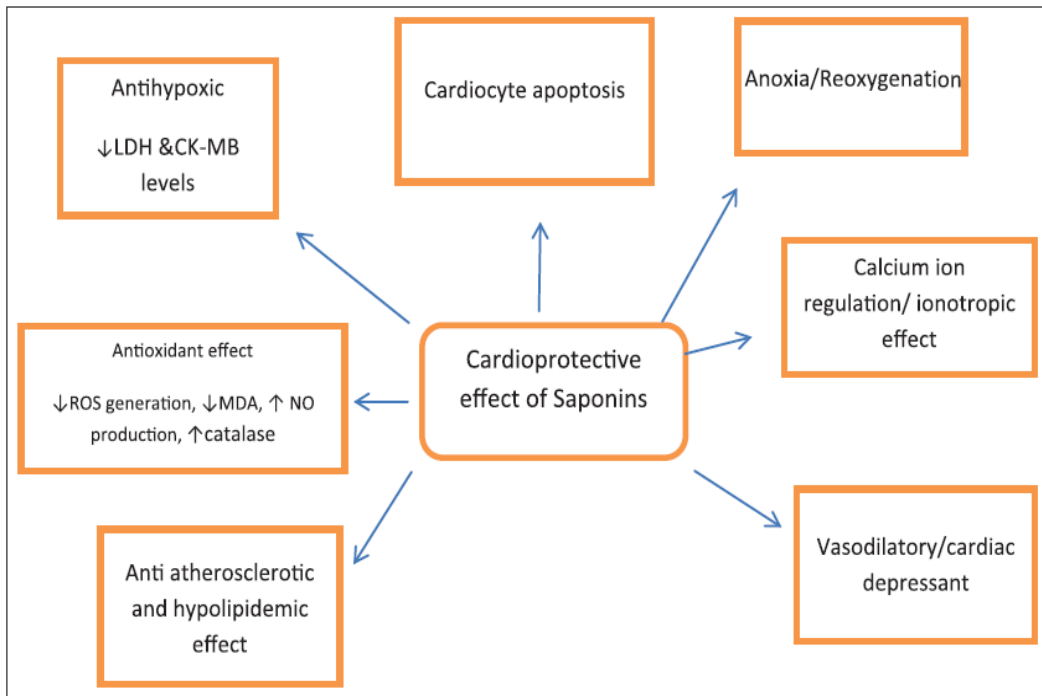 Antihypoxic
↓LDH &CK-MB
levels
Cardiocyte apoptosis
Anoxia/Reoxygenation
Calcium ion
regulation/ ionotropic
effect
Antioxidant effect
↓ROS generation, ↓MDA, ↑ NO
production, ↑catalase
Cardioprotective
effect of Saponins
Anti atherosclerotic
and hypolipidemic
effect
Vasodilatory/cardiac
depressant